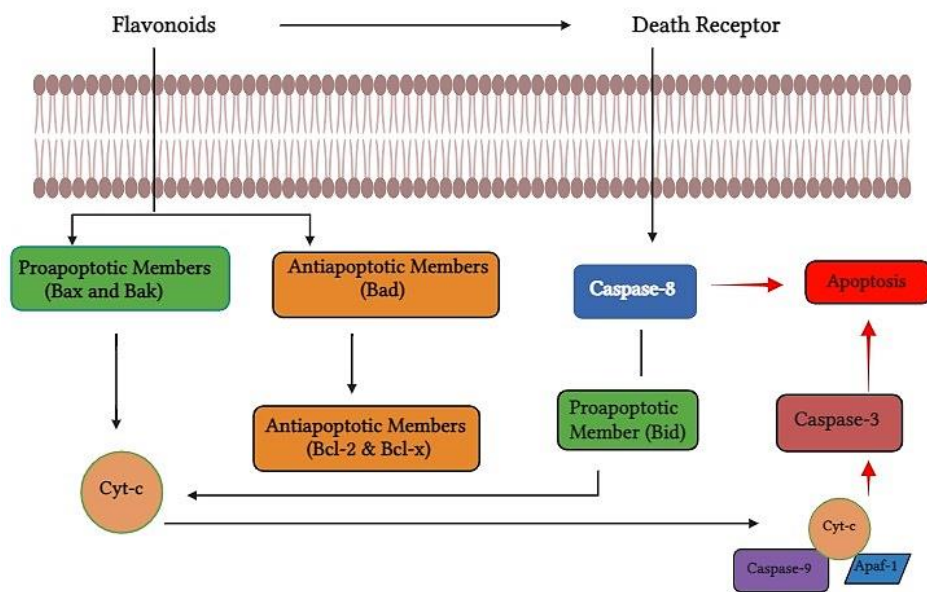 Flavonoids
Death Receptor
Proapoptotic Members
(Bax and Bak)
Antiapoptotic Members
(Bad)
Caspase-8
Apoptosis
Antiapoptotic Members
(Bcl-2 & Bcl-x)
Proapoptotic
Member (Bid)
Caspase-3
Cyt-c
Cyt-c
Caspase-9
Apaf-1